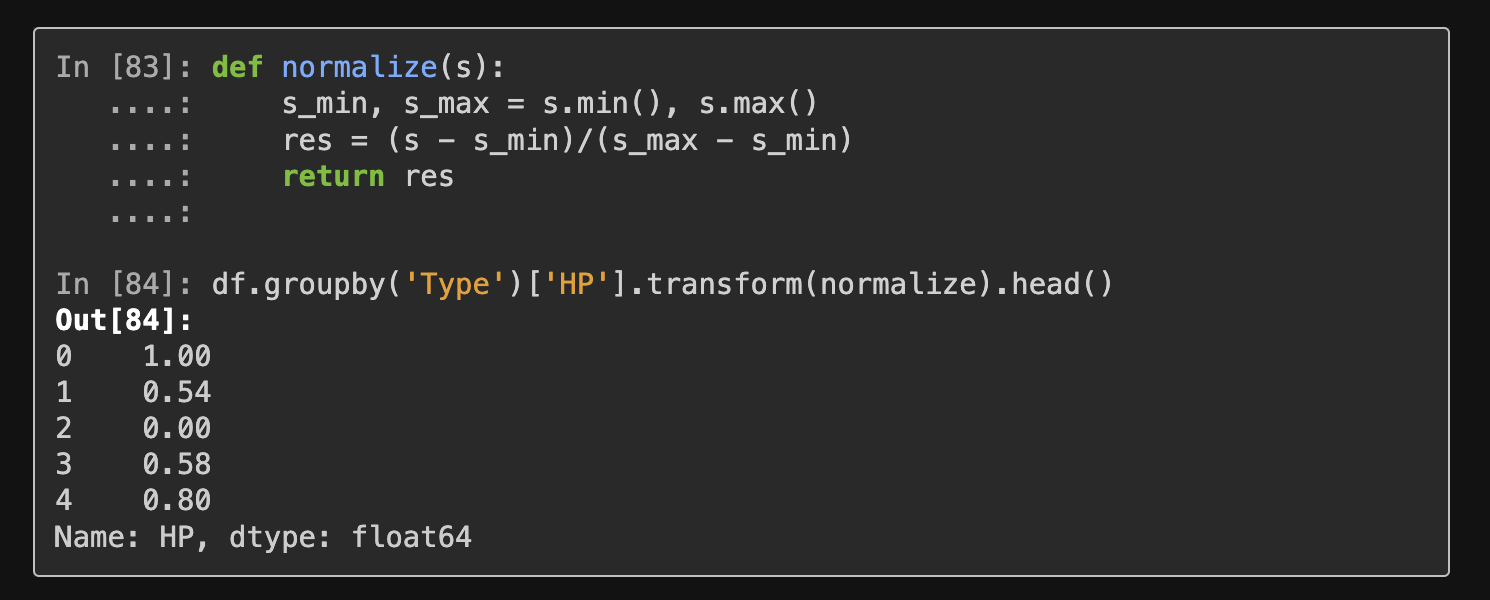 In [83]: def normalize(s):
   ....:     s_min, s_max = s.min(), s.max()
   ....:     res = (s - s_min)/(s_max - s_min)
   ....:     return res
   ....:

In [84]: df.groupby('Type')['HP'].transform(normalize).head()
Out[84]:
0    1.00
1    0.54
2    0.00
3    0.58
4    0.80
Name: HP, dtype: float64